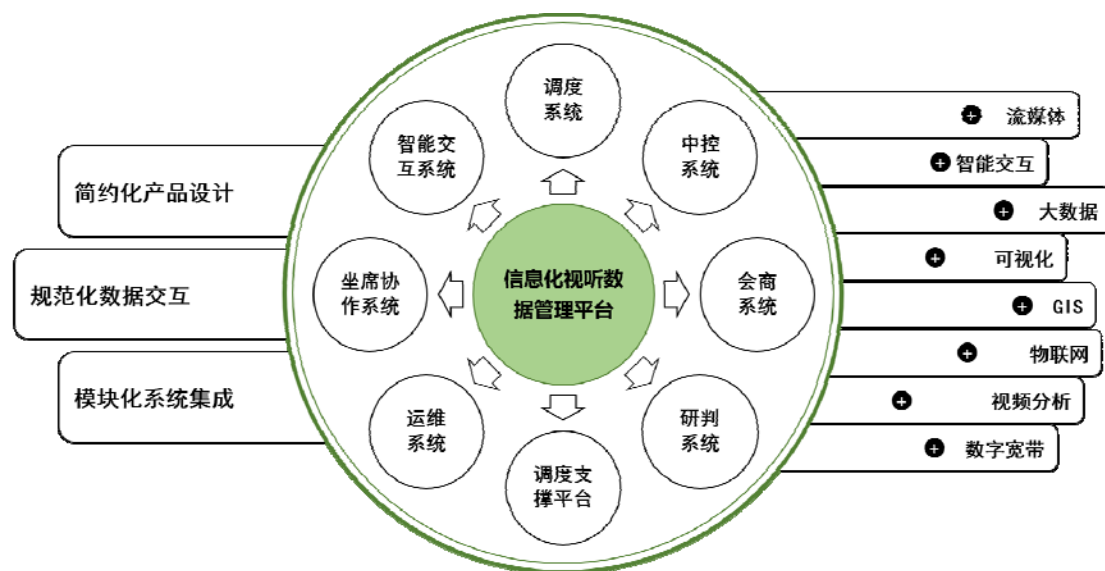 简约化产品设计
规范化数据交互
模块化系统集成
调度
系统
智能交
互系统
中控
系统
坐席协
作系统
信息化视听数
据管理平台
会商
系统
运维
系统
研判
系统
调度支
撑平台
流媒体
智能交互
大数据
可视化
GIS
物联网
视频分析
数字宽带